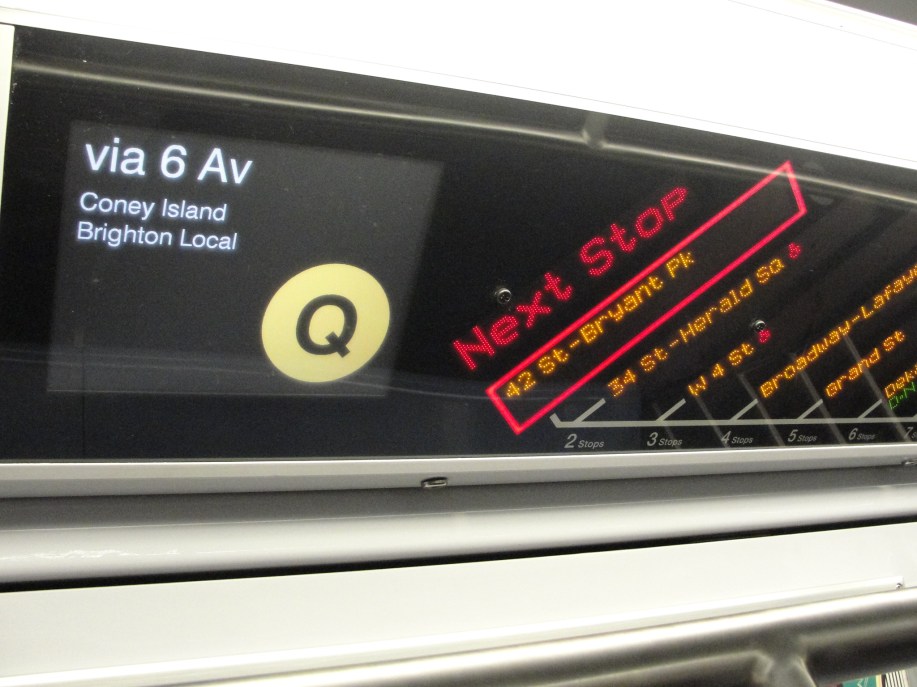 via 6 Av
Coney Island
Brighton Local
Q
Next Stop
42 St-Bryant Pk
34 St-Herald Sq
W 4 St
Grand St
2 Stops
3 Stops
4 Stops
5 Stops
6 Stops